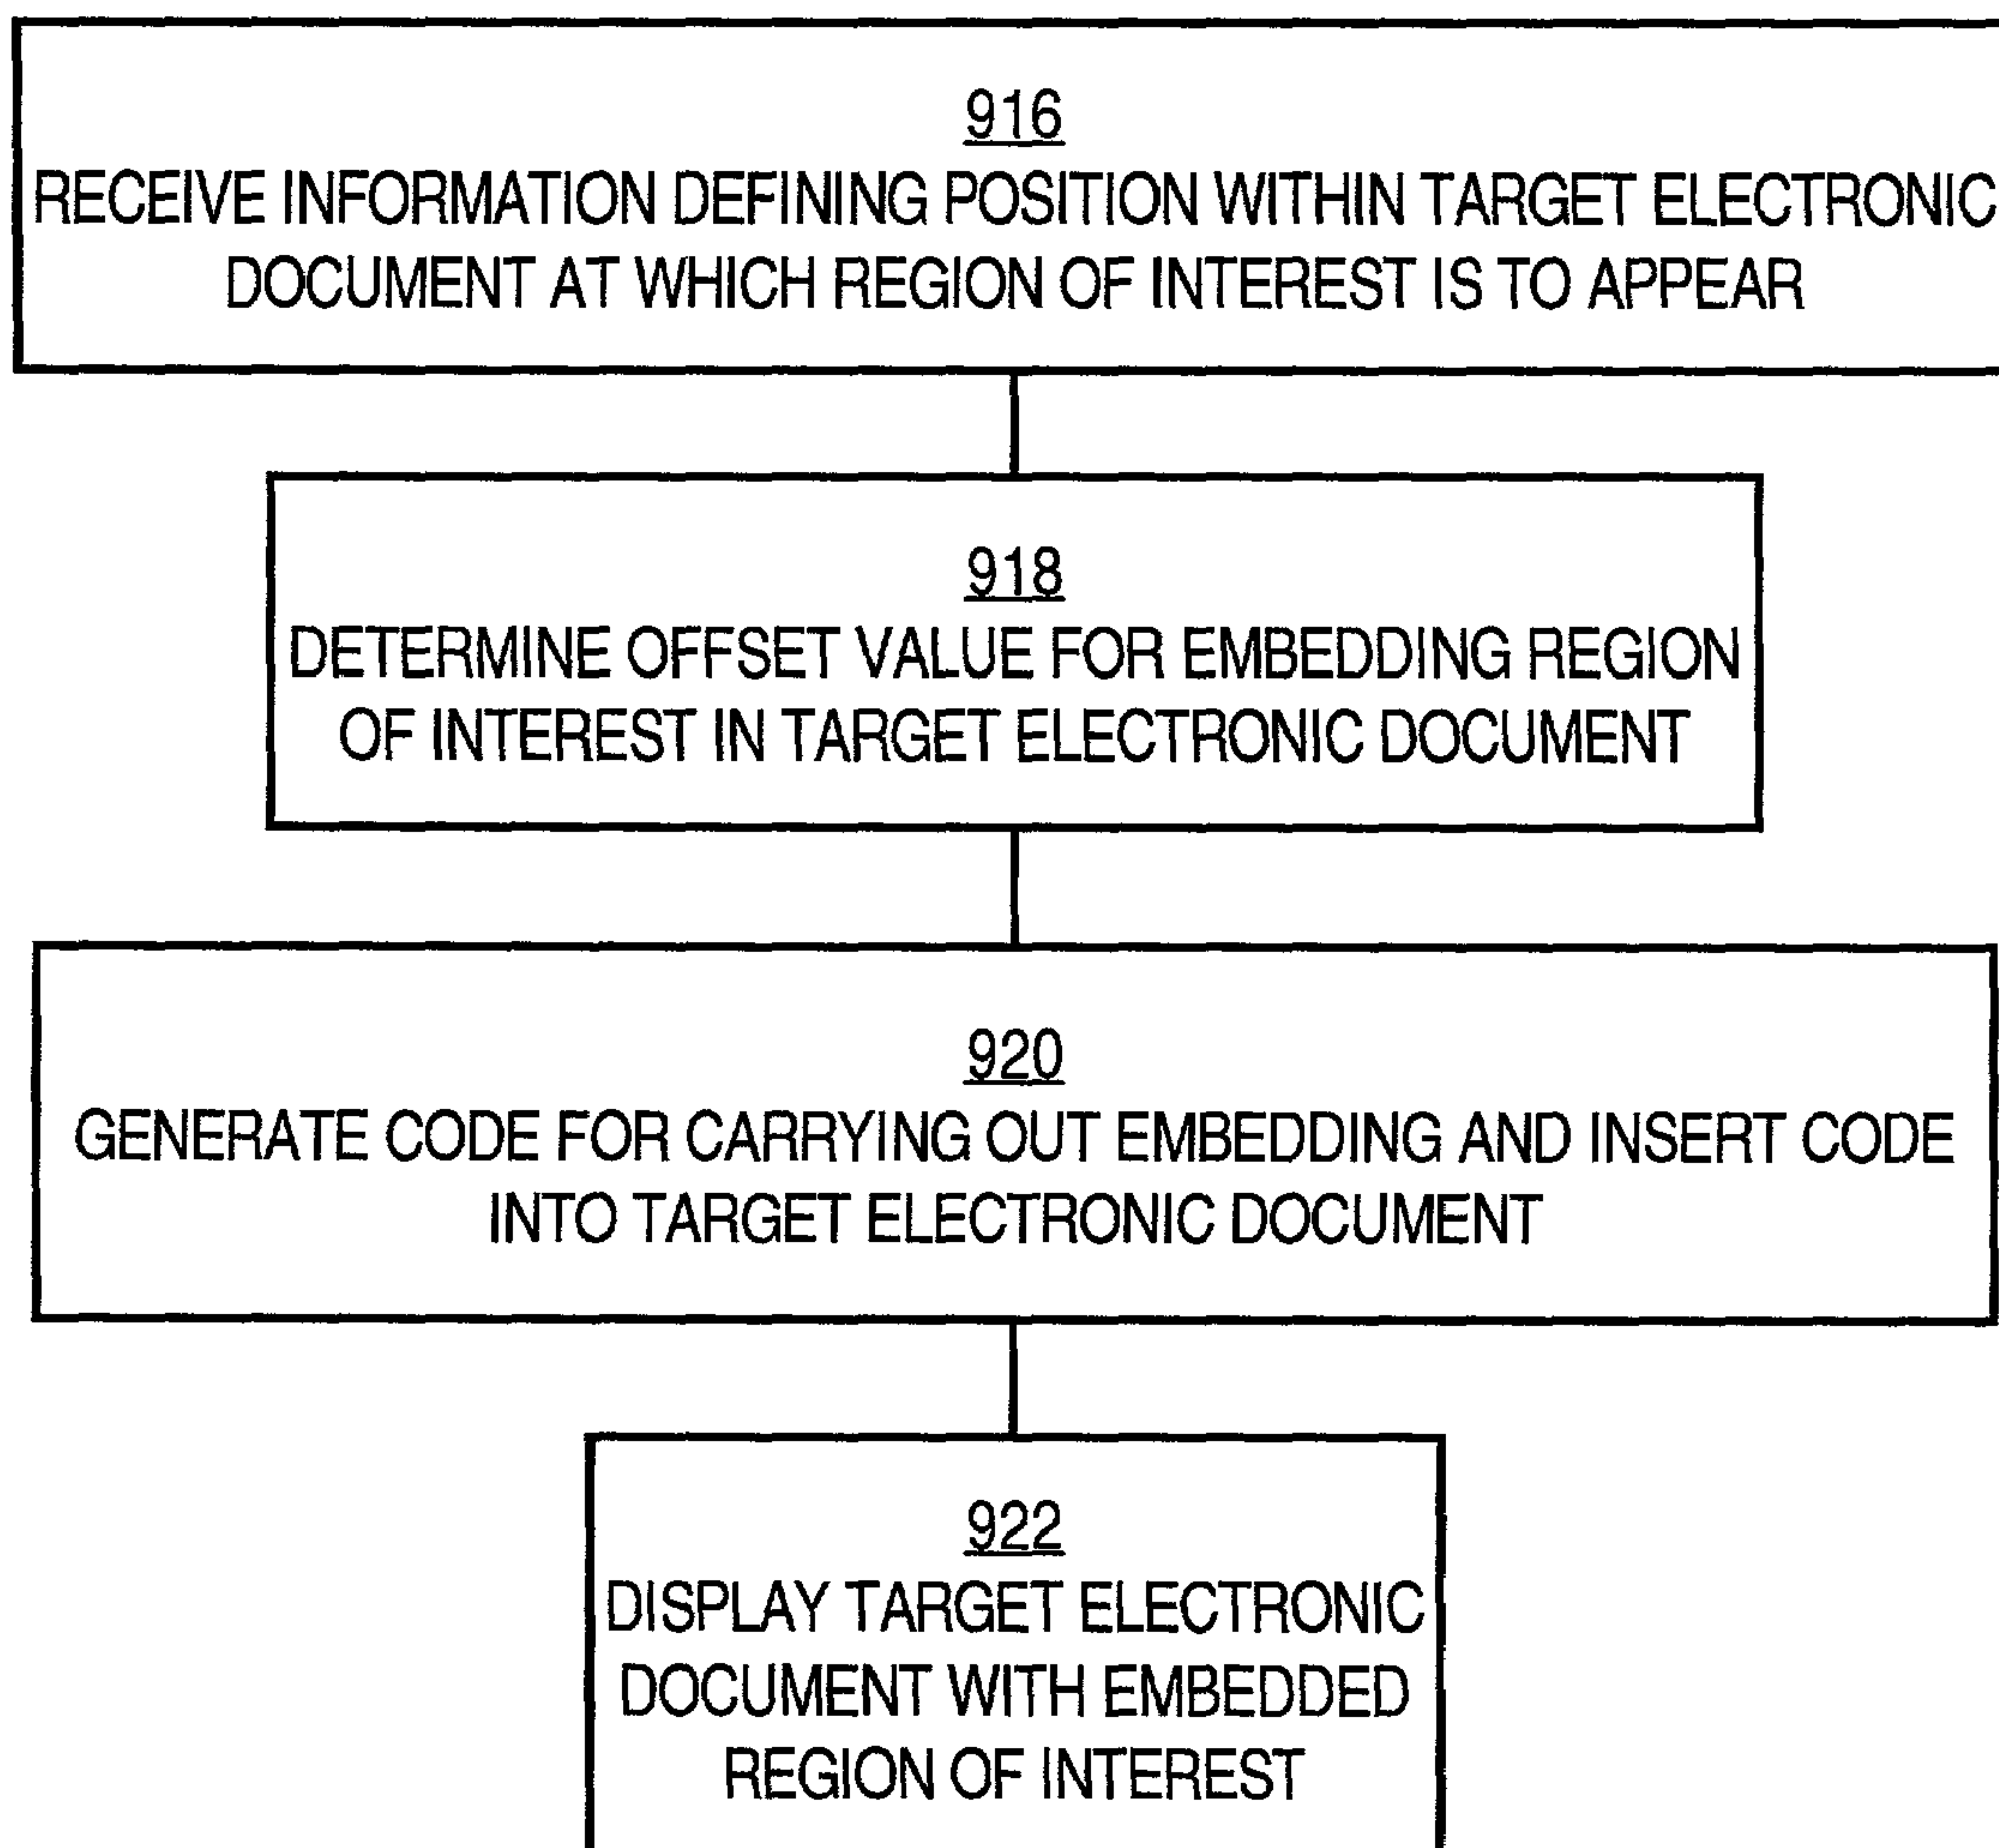 916
RECEIVE INFORMATION DEFINING POSITION WITHIN TARGET ELECTRONIC
DOCUMENT AT WHICH REGION OF INTEREST IS TO APPEAR
918
DETERMINE OFFSET VALUE FOR EMBEDDING REGION
OF INTEREST IN TARGET ELECTRONIC DOCUMENT
920
GENERATE CODE FOR CARRYING OUT EMBEDDING AND INSERT CODE
INTO TARGET ELECTRONIC DOCUMENT
922
DISPLAY TARGET ELECTRONIC
DOCUMENT WITH EMBEDDED
REGION OF INTEREST